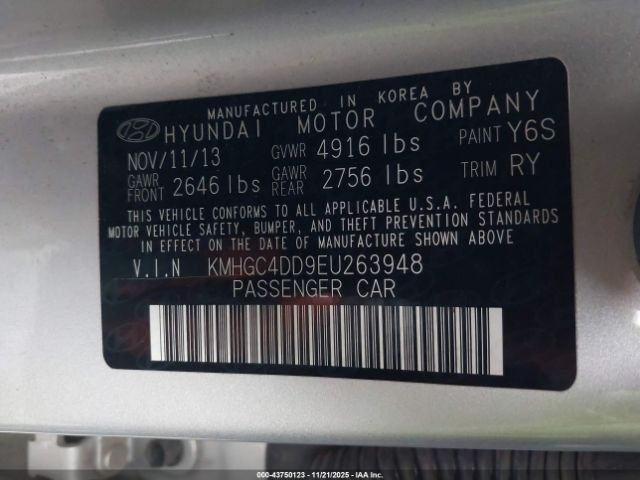 MANUFACTURED IN KOREA BY
HYUNDAI MOTOR COMPANY
NOV/11/13 GVWR 4916 lbs PAINT Y6S
GAWR FRONT 2646 lbs GAWR REAR 2756 lbs TRIM RY
THIS VEHICLE CONFORMS TO ALL APPLICABLE U.S.A. FEDERAL
MOTOR VEHICLE SAFETY, BUMPER, AND THEFT PREVENTION STANDARDS
IN EFFECT ON THE DATE OF MANUFACTURE SHOWN ABOVE
V.I.N KMHGC4DD9EU263948
PASSENGER CAR
000-43750123 - 11/21/2025 - IAAI.com